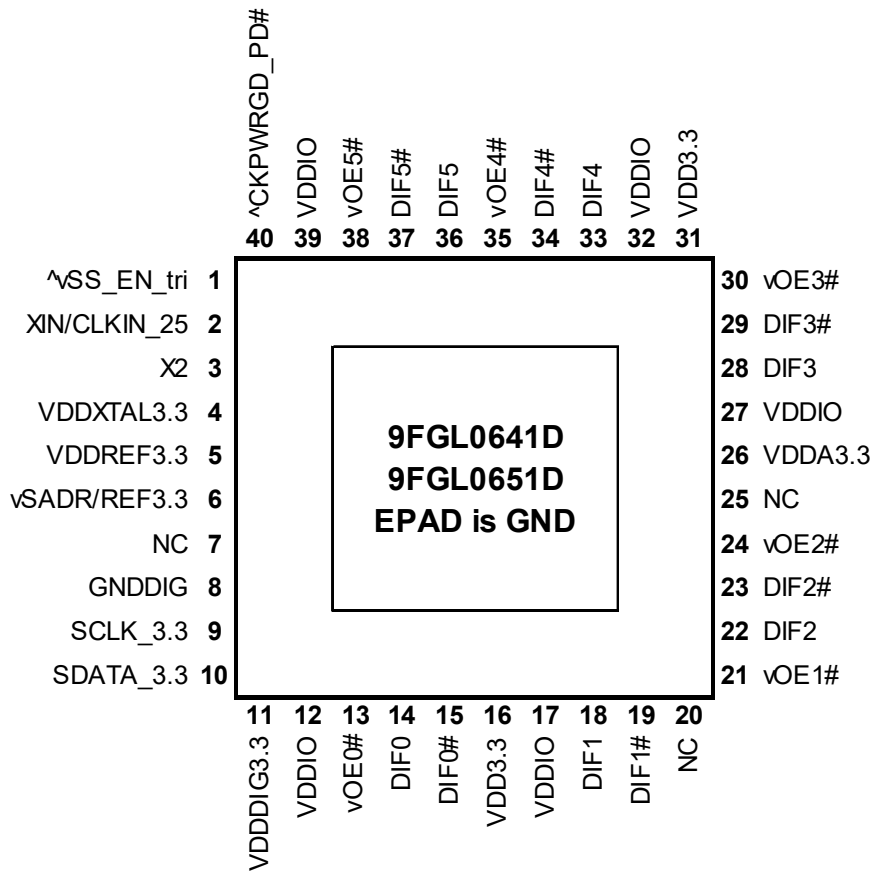 ^CKPWRGD_PD#
VDDIO
vOE5#
DIF5#
DIF5
vOE4#
DIF4#
DIF4
VDDIO
VDD3.3
40 39 38 37 36 35 34 33 32 31
^vSS_EN_tri 1
XIN/CLKIN_25 2
X2 3
VDDXTAL3.3 4
VDDREF3.3 5
vSADR/REF3.3 6
NC 7
GNDDIG 8
SCLK_3.3 9
SDATA_3.3 10
9FGL0641D
9FGL0651D
EPAD is GND
30 vOE3#
29 DIF3#
28 DIF3
27 VDDIO
26 VDDA3.3
25 NC
24 vOE2#
23 DIF2#
22 DIF2
21 vOE1#
11 12 13 14 15 16 17 18 19 20
VDDDIG3.3
VDDIO
vOE0#
DIF0
DIF0#
VDD3.3
VDDIO
DIF1
DIF1#
NC